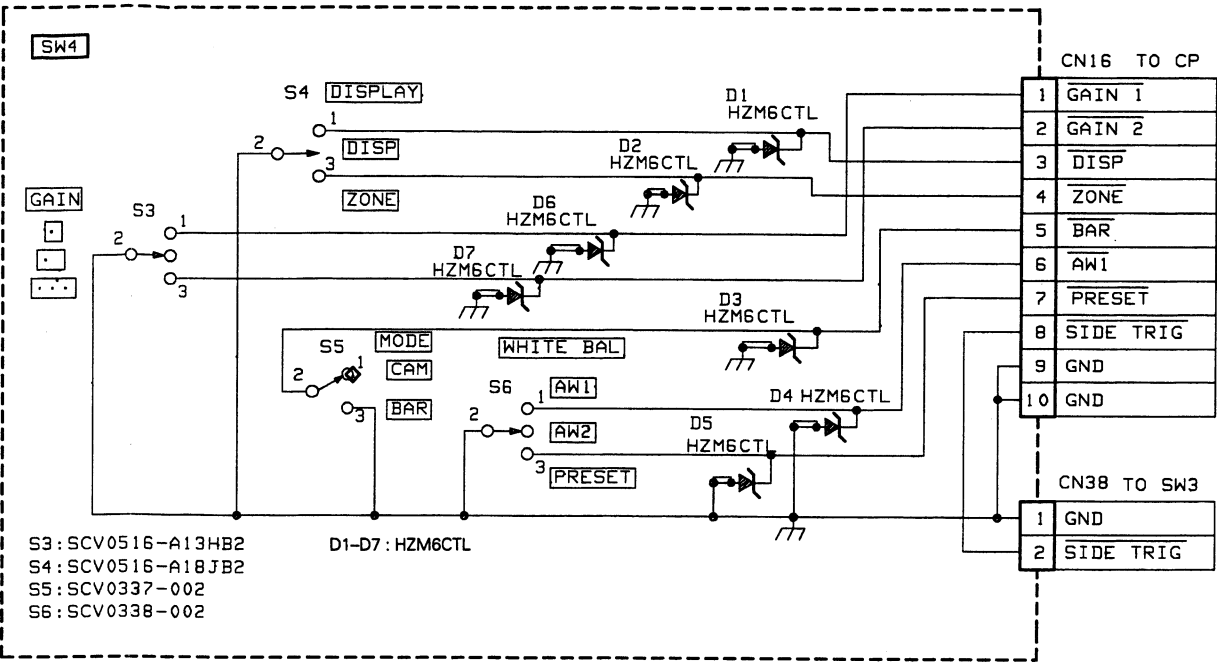 SW4
CN16 TO CP
S4 DISPLAY
D1
HZM6CTL
1 GAIN 1
1
2 GAIN 2
2
DISP
D2
HZM6CTL
3 DISP
3
ZONE
4 ZONE
GAIN
S3
1
D6
HZM6CTL
5 BAR
2
D7
HZM6CTL
6 AW1
3
D3
HZM6CTL
7 PRESET
MODE
WHITE BAL
8 SIDE TRIG
S5
1
2
CAM
9 GND
S6
AW1
D4 HZM6CTL
10 GND
BAR
3
1
2
AW2
D5
HZM6CTL
3
PRESET
CN38 TO SW3
1 GND
2 SIDE TRIG
S3:SCV0516-A13HB2
D1-D7 : HZM6CTL
S4:SCV0516-A18JB2
S5:SCV0337-002
S6:SCV0338-002